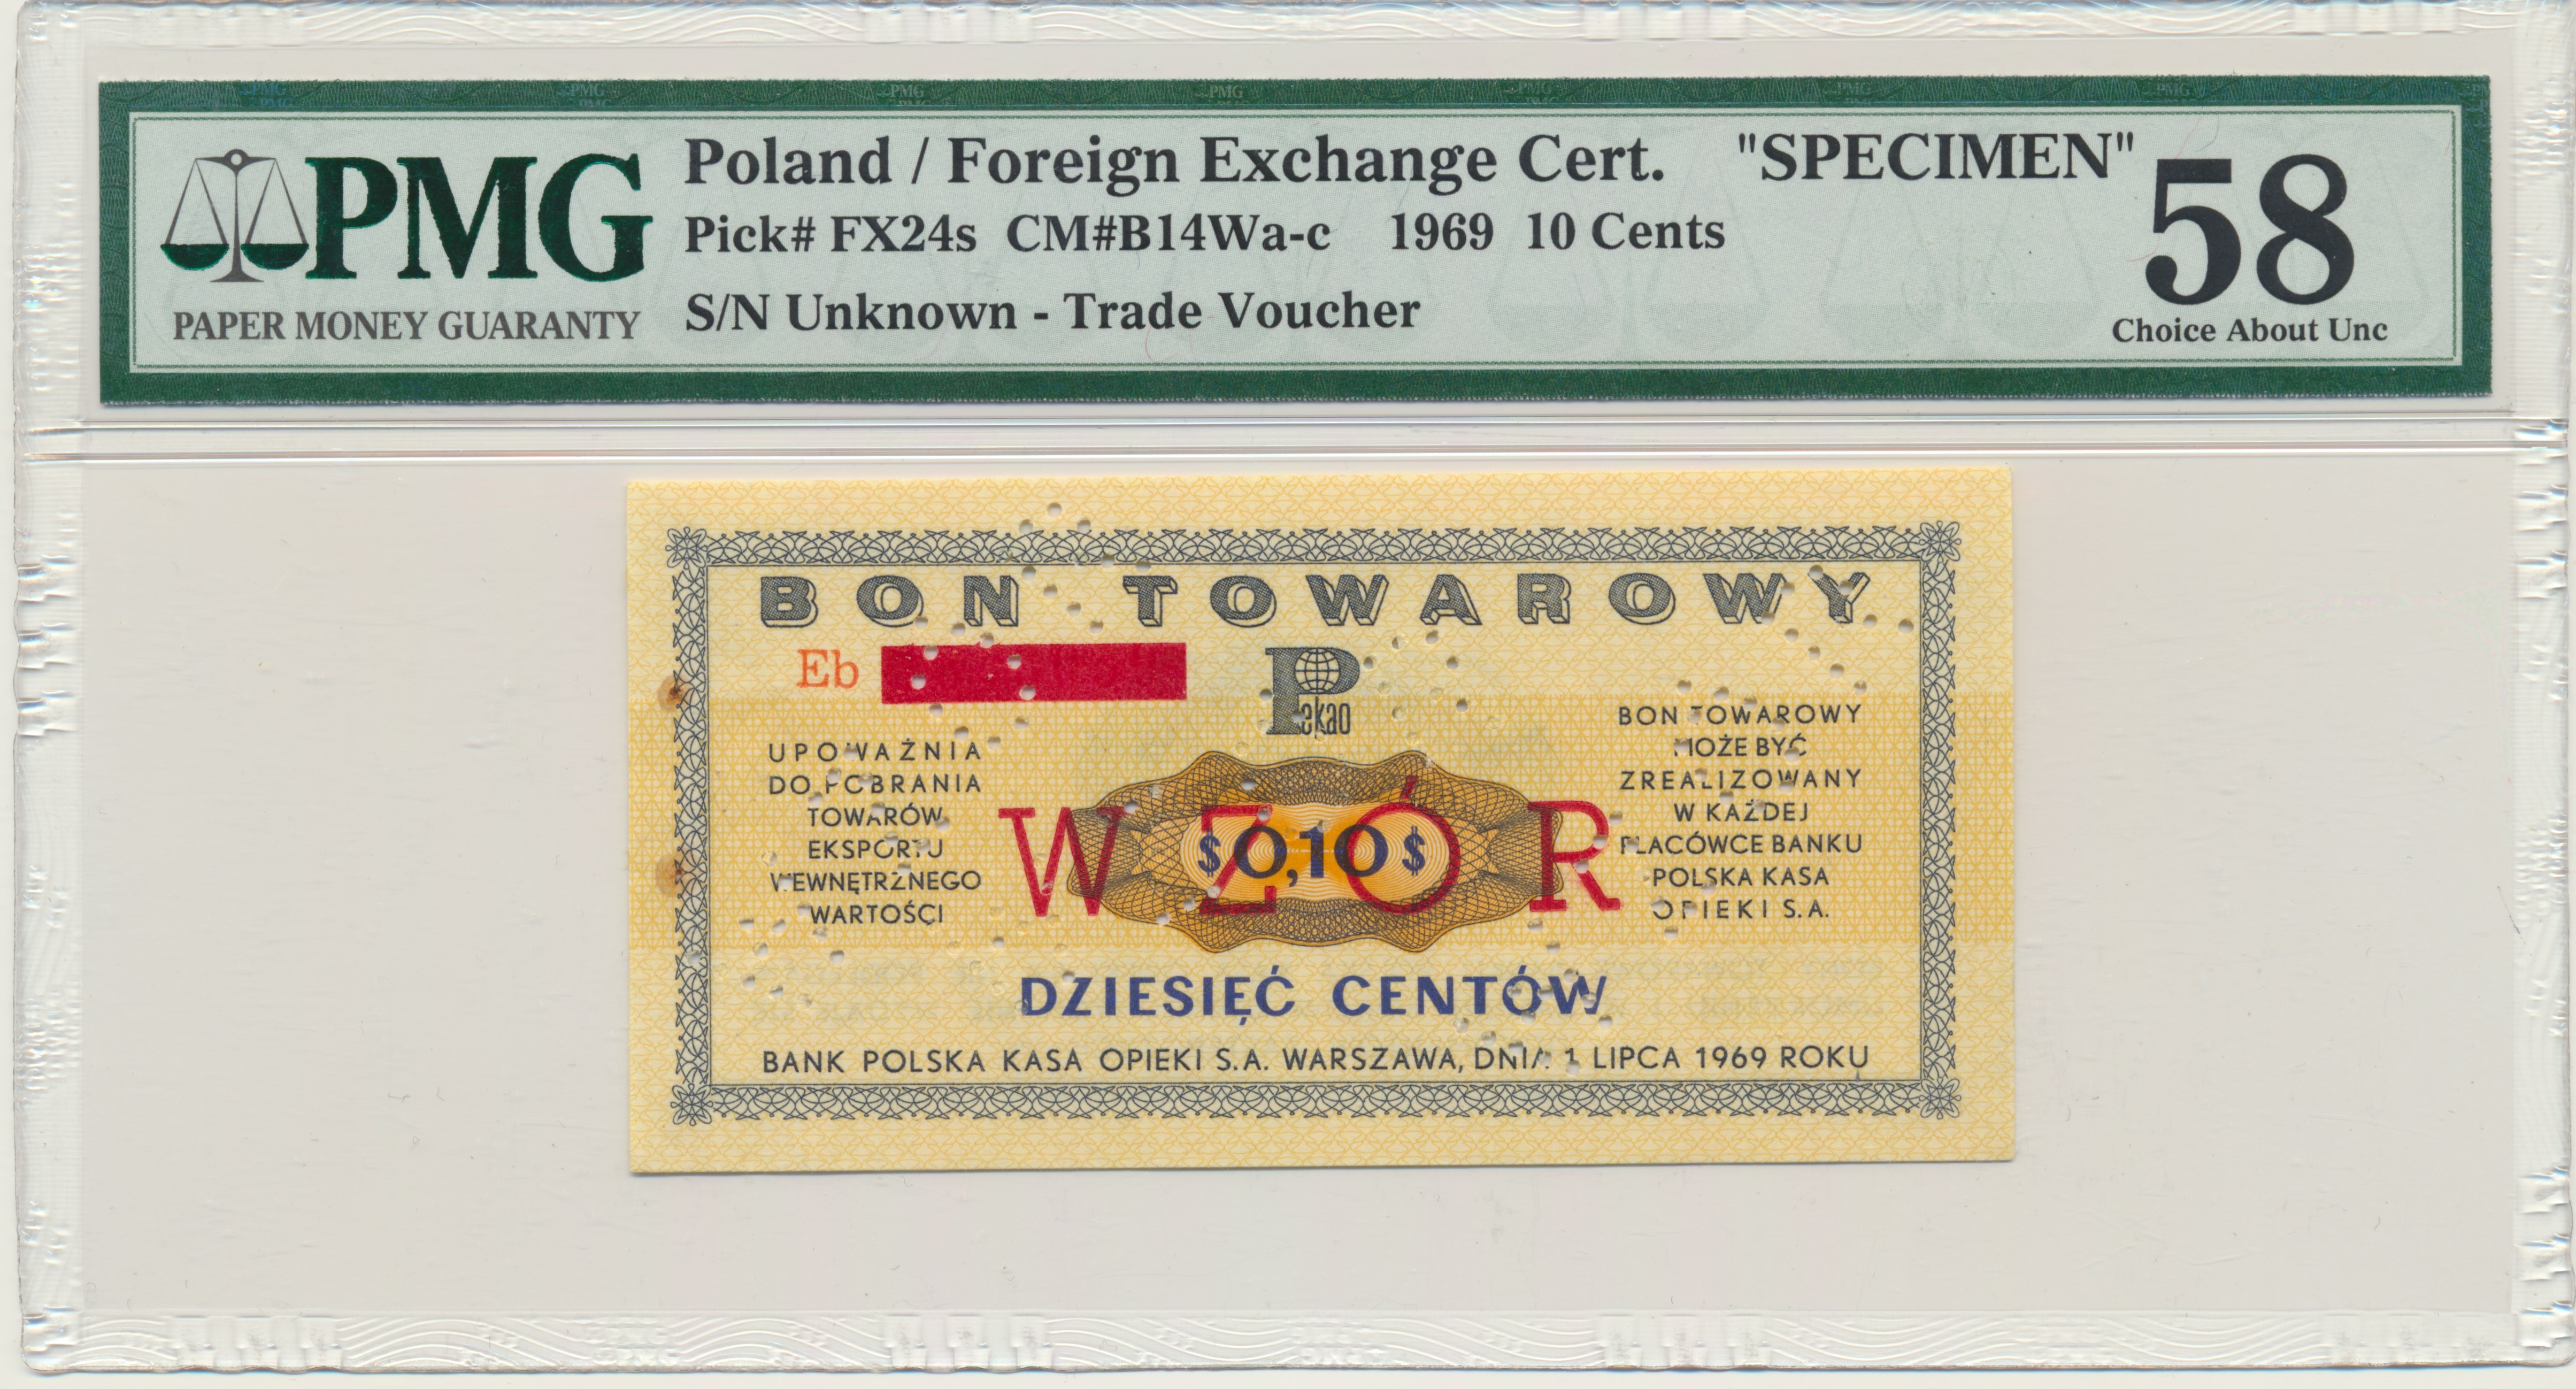 PMG
PAPER MONEY GUARANTY
Poland / Foreign Exchange Cert. "SPECIMEN"
Pick# FX24s CM#B14Wa-c 1969 10 Cents
S/N Unknown - Trade Voucher
58
Choice About Unc
BON TOWAROWY
Eb
Pekao
UPOWAŻNIA
DO POBRANIA
TOWARÓW
EKSPORTU
WEWNĘTRZNEGO
WARTOŚCI
WZÓR
$ 0,10 $
BON TOWAROWY
MOŻE BYĆ
ZREALIZOWANY
W KAŻDEJ
PLACÓWCE BANKU
POLSKA KASA
OPIEKI S.A.
DZIESIĘĆ CENTÓW
BANK POLSKA KASA OPIEKI S.A. WARSZAWA, DNIA 1 LIPCA 1969 ROKU